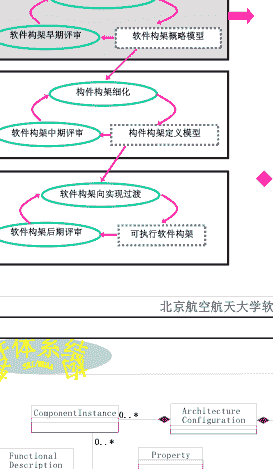 软件构架早期评审 软件构架概略模型
构件构架细化
软件构架中期评审 构件构架定义模型
软件构架向实现过渡
软件构架后期评审 可执行软件构架
北京航空航天大学软
体系
ComponentInstance 0..* Architecture
Configuration
0..*
Functional
Description
Property